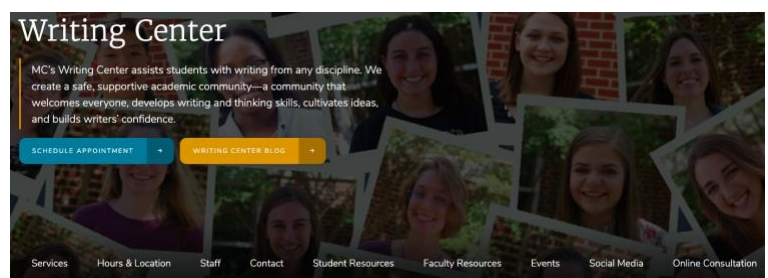 Writing Center
MC's Writing Center assists students with writing from any discipline. We
create a safe, supportive academic community—a community that
welcomes everyone, develops writing and thinking skills, cultivates ideas,
and builds writers' confidence.
SCHEDULE APPOINTMENT → WRITING CENTER BLOG →
Services Hours & Location Staff Contact Student Resources Faculty Resources Events Social Media Online Consultation